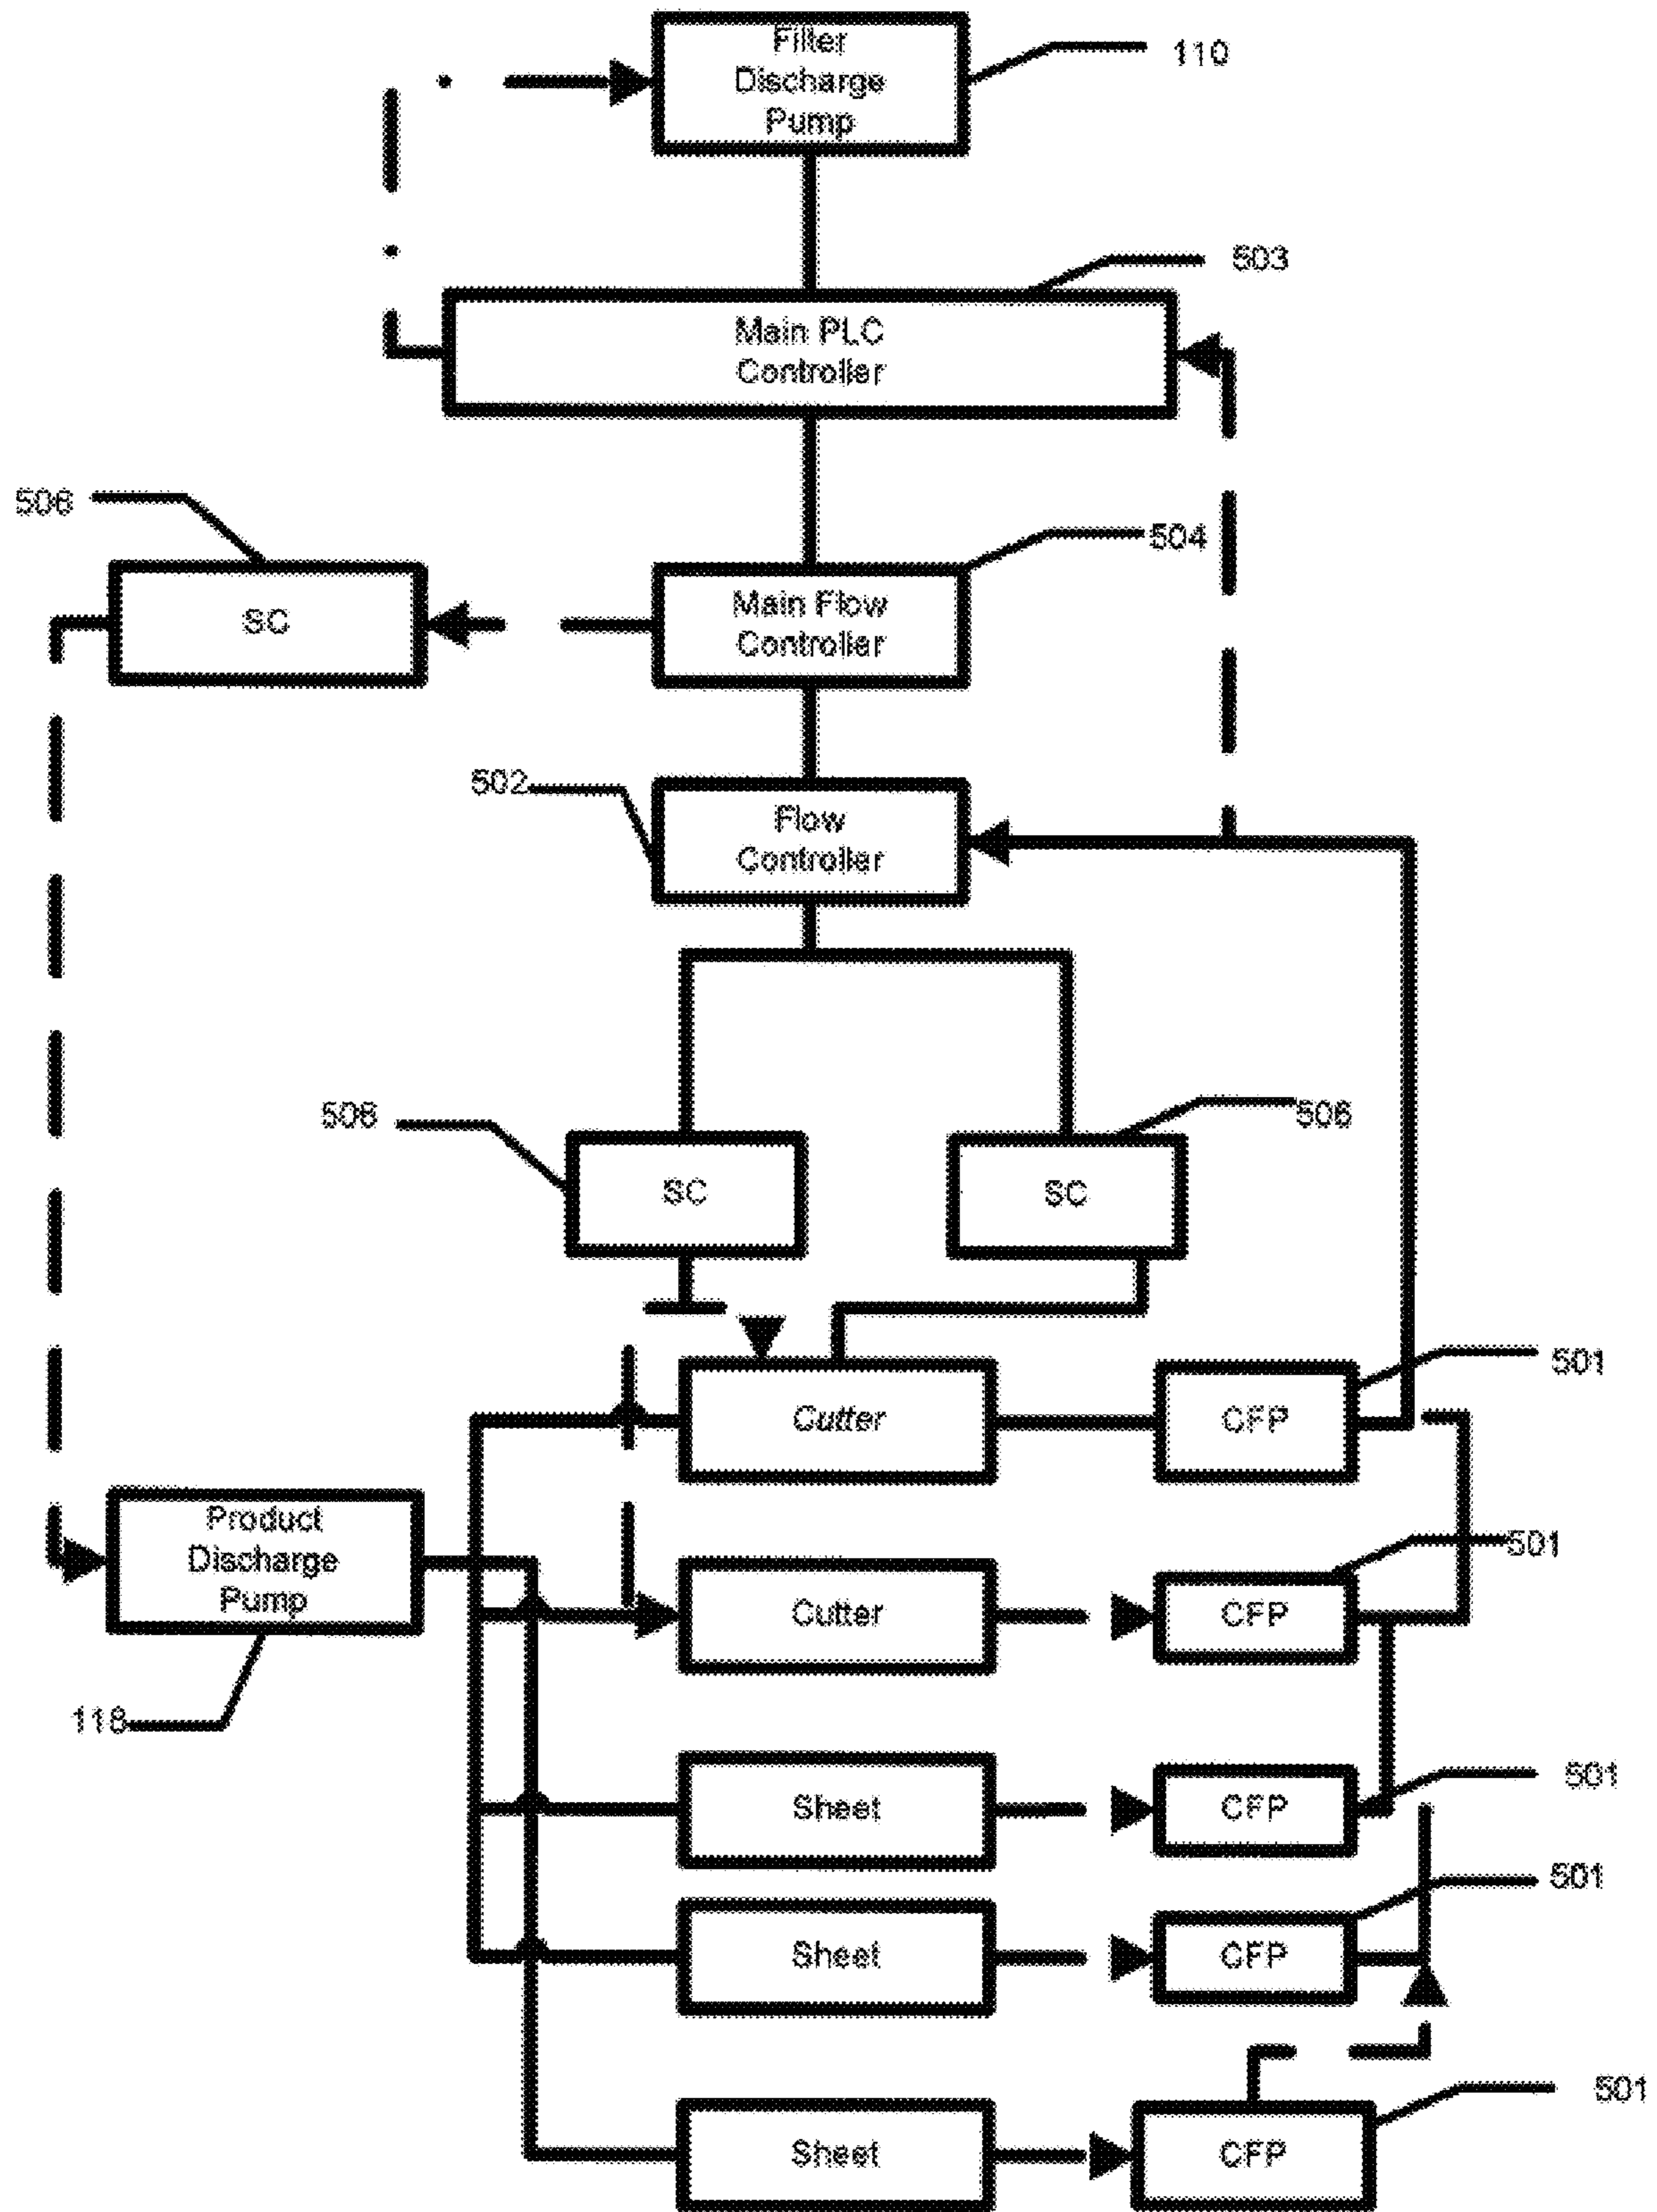 Filter
Discharge
Pump
110
503
Main PLC
Controller
506
SC
504
Main Flow
Controller
502
Flow
Controller
506
SC
506
SC
Cutter
CFP
501
Product
Discharge
Pump
118
Cutter
CFP
501
Sheet
CFP
501
Sheet
CFP
501
Sheet
CFP
501